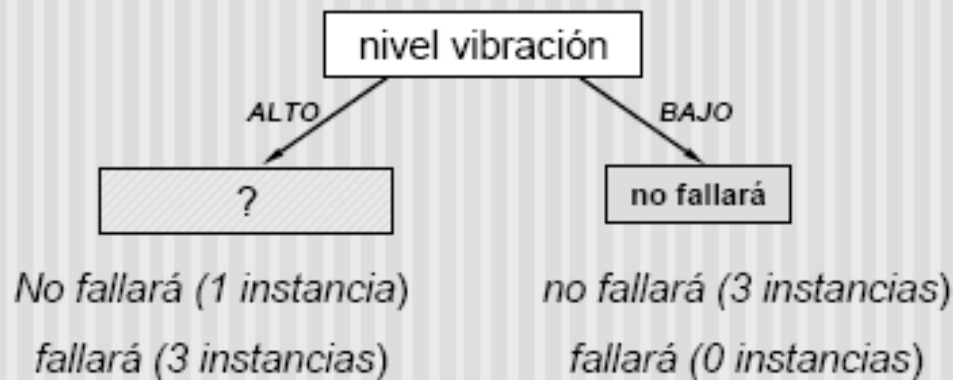 nivel vibración
ALTO
BAJO
?
no fallará
No fallará (1 instancia)
no fallará (3 instancias)
fallará (3 instancias)
fallará (0 instancias)